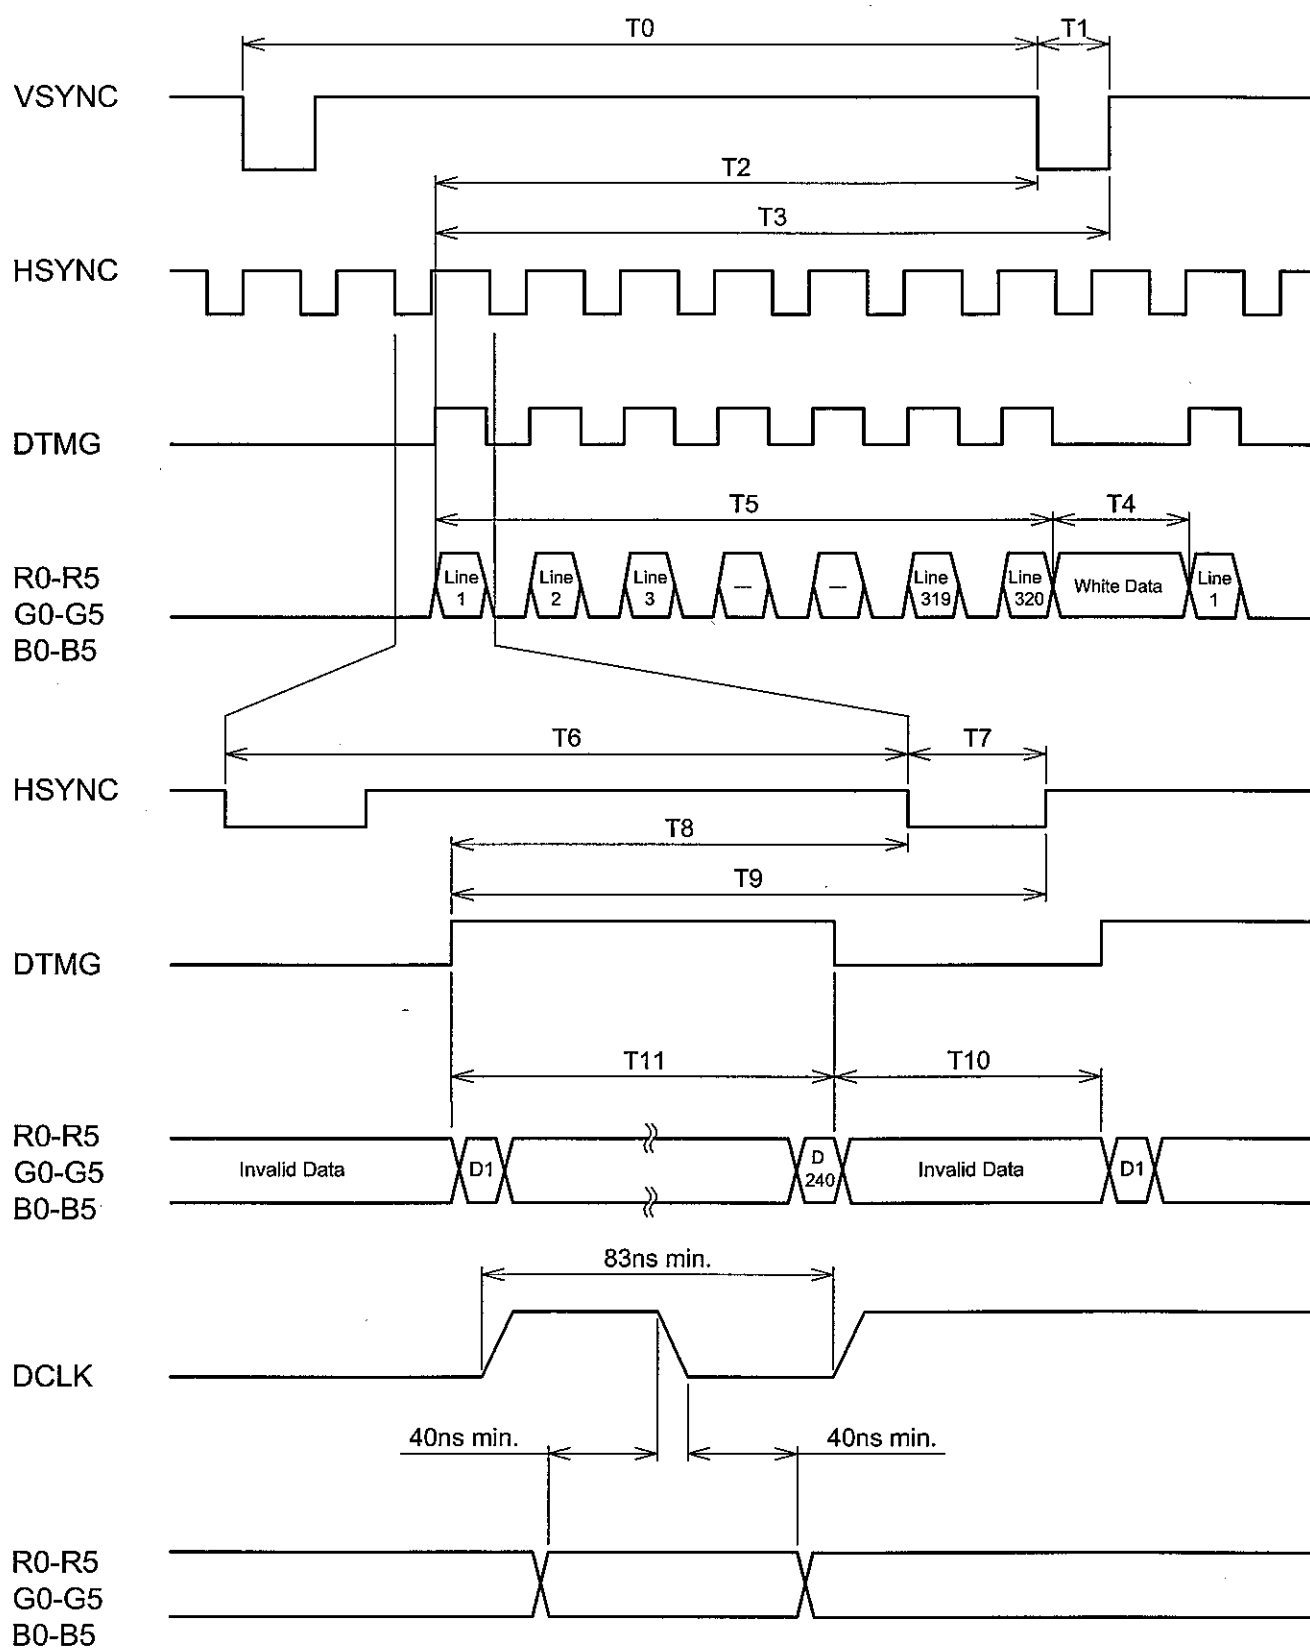 T0
T1
VSYNC
T2
T3
HSYNC
DTMG
T5
T4
R0-R5
G0-G5
B0-B5
Line 1
Line 2
Line 3
—
—
Line 319
Line 320
White Data
Line 1
T6
T7
HSYNC
T8
T9
DTMG
T11
T10
R0-R5
G0-G5
B0-B5
Invalid Data
D1
D 240
Invalid Data
D1
83ns min.
DCLK
40ns min.
40ns min.
R0-R5
G0-G5
B0-B5